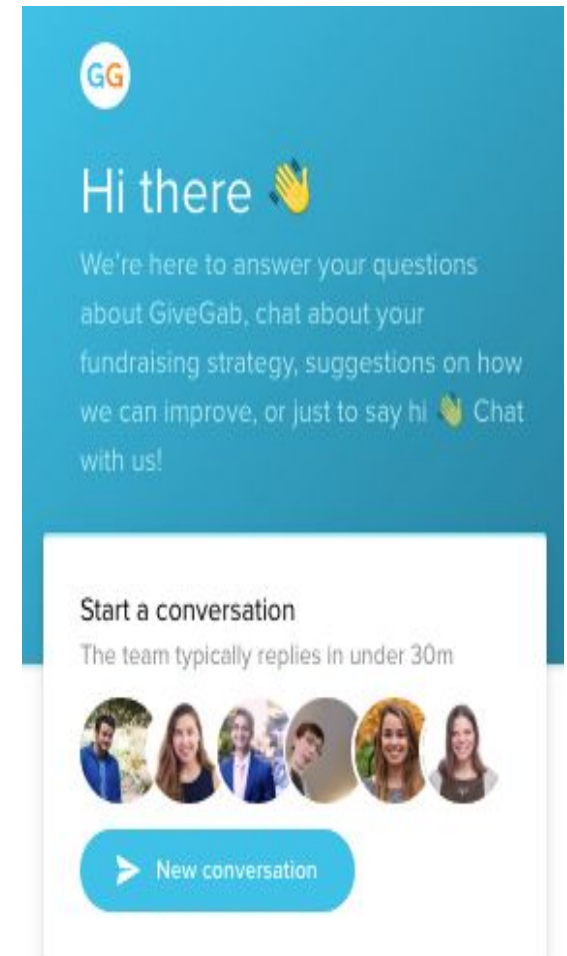 GG
Hi there 👋
We're here to answer your questions
about GiveGab, chat about your
fundraising strategy, suggestions on how
we can improve, or just to say hi 👋 Chat
with us!
Start a conversation
The team typically replies in under 30m
New conversation